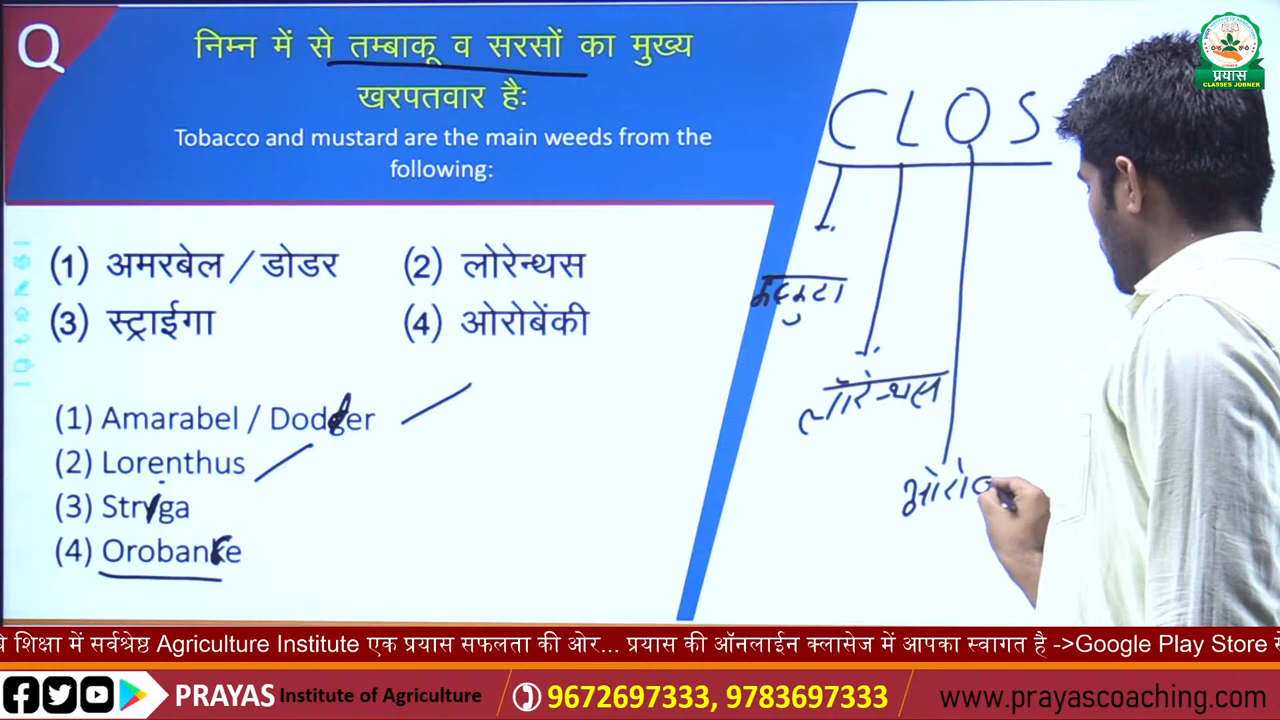 Q
निम्न में से तम्बाकू व सरसों का मुख्य
खरपतवार हैः
Tobacco and mustard are the main weeds from the
following:
(1) अमरबेल / डोडर
(2) लोरेन्थस
(3) स्ट्राईगा
(4) ओरोबेंकी
(1) Amarabel / Dodder
(2) Lorenthus
(3) Stryga
(4) Orobanke
C L O S
लॉरेन्थस
ओरोब
प्रयास
CLASSES JOBNER
शिक्षा में सर्वश्रेष्ठ Agriculture Institute एक प्रयास सफलता की ओर... प्रयास की ऑनलाईन क्लासेज में आपका स्वागत है ->Google Play Store
PRAYAS Institute of Agriculture
9672697333, 9783697333
www.prayascoaching.com